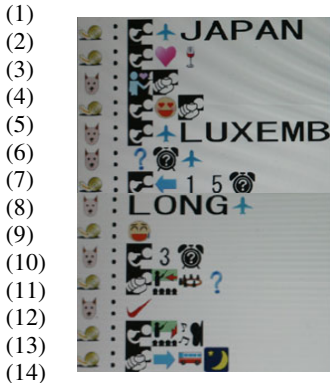 (1) : JAPAN
(2) :
(3) :
(4) :
(5) : LUXEMB
(6) : ? ?
(7) : 1 5 ?
(8) : LONG
(9) :
(10) : 3 ?
(11) : ?
(12) :
(13) :
(14) :